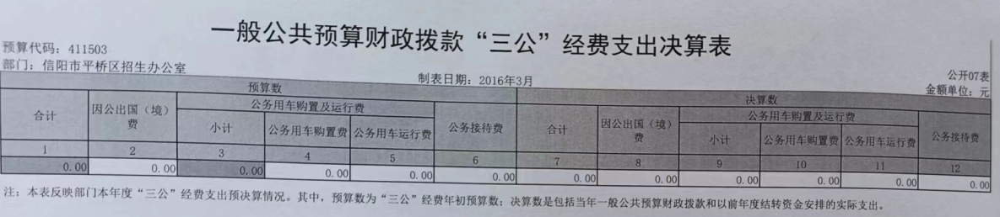 一般公共预算财政拨款“三公”经费支出决算表
预算代码：411503
部门：信阳市平桥区招生办公室
制表日期：2016年3月
公开07表
金额单位：元
预算数 决算数
合计 因公出国（境）费 公务用车购置及运行费 公务接待费 合计 因公出国（境）费 公务用车购置及运行费 公务接待费
小计 公务用车购置费 公务用车运行费 小计 公务用车购置费 公务用车运行费
1 2 3 4 5 6 7 8 9 10 11 12
0.00 0.00 0.00 0.00 0.00 0.00 0.00 0.00 0.00 0.00 0.00 0.00
注：本表反映部门本年度“三公”经费支出预决算情况。其中，预算数为“三公”经费年初预算数；决算数是包括当年一般公共预算财政拨款和以前年度结转资金安排的实际支出。